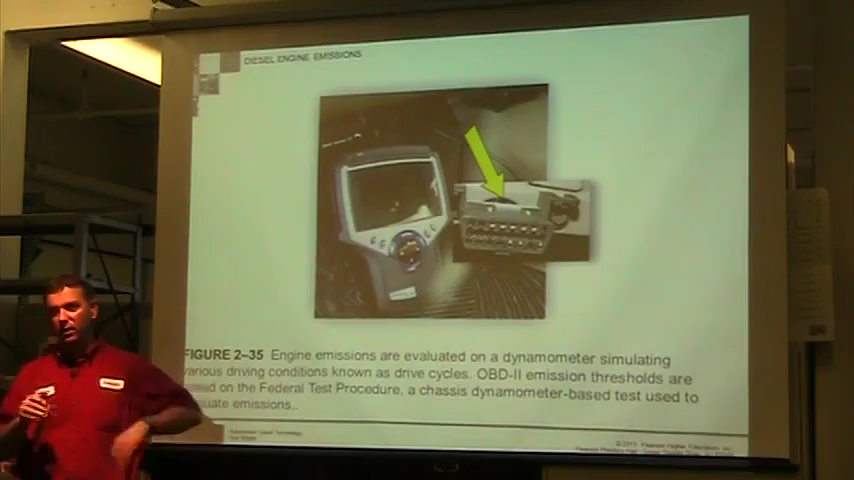 DIESEL ENGINE EMISSIONS
FIGURE 2–35 Engine emissions are evaluated on a dynamometer simulating
various driving conditions known as drive cycles. OBD-II emission thresholds are
on the Federal Test Procedure, a chassis dynamometer-based test used to
emissions..